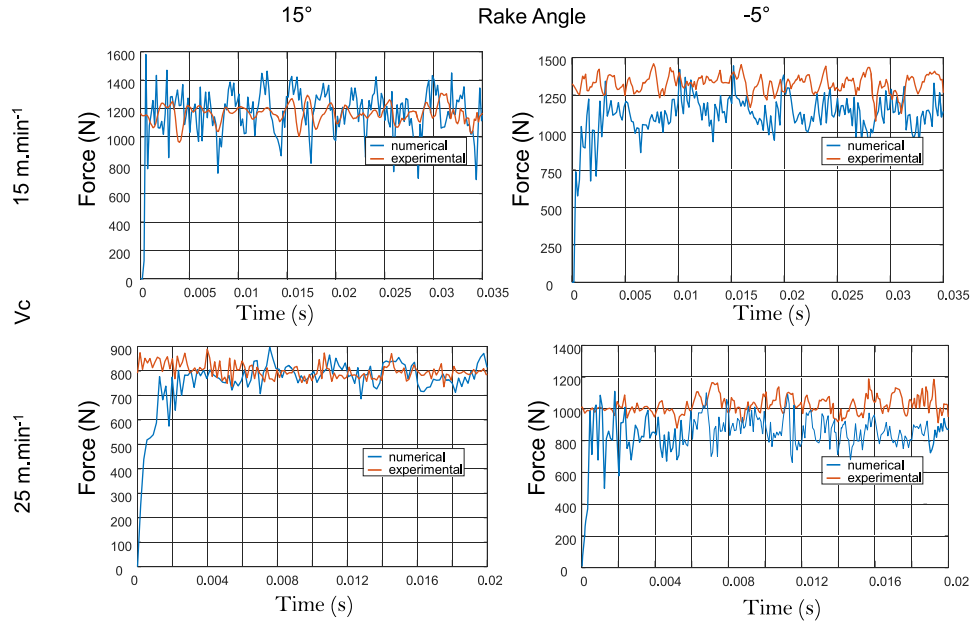 15° Rake Angle -5°
15 m.min-1
Vc
25 m.min-1
Force (N)
1600
1400
1200
1000
800
600
400
200
0
numerical
experimental
0 0.005 0.01 0.015 0.02 0.025 0.03 0.035
Time (s)
Force (N)
1500
1250
1000
750
500
250
0
numerical
experimental
0 0.005 0.01 0.015 0.02 0.025 0.03 0.035
Time (s)
Force (N)
900
800
700
600
500
400
300
200
100
0
numerical
experimental
0 0.004 0.008 0.012 0.016 0.02
Time (s)
Force (N)
1400
1200
1000
800
600
400
200
0
numerical
experimental
0 0.004 0.008 0.012 0.016 0.02
Time (s)